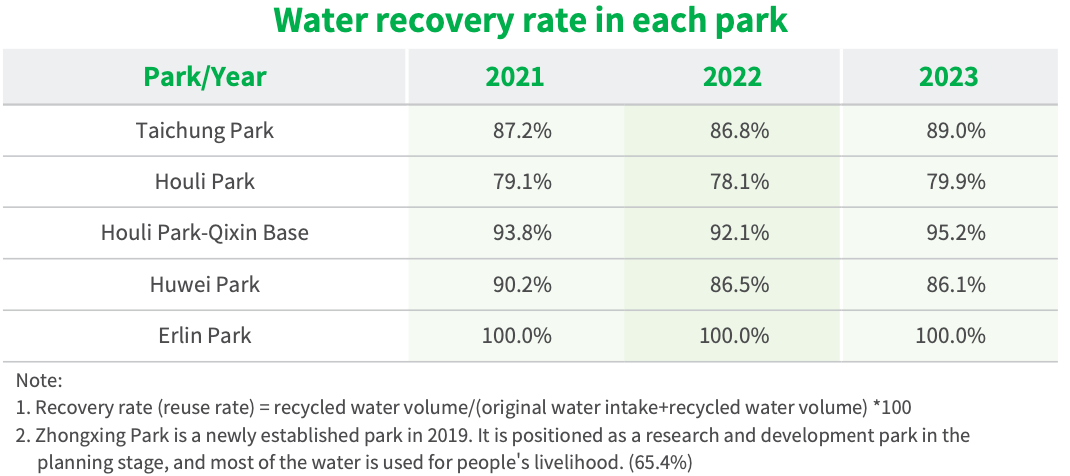 Water recovery rate in each park
Park/Year 2021 2022 2023
Taichung Park 87.2% 86.8% 89.0%
Houli Park 79.1% 78.1% 79.9%
Houli Park-Qixin Base 93.8% 92.1% 95.2%
Huwei Park 90.2% 86.5% 86.1%
Erlin Park 100.0% 100.0% 100.0%
Note:
1. Recovery rate (reuse rate) = recycled water volume/(original water intake+recycled water volume) *100
2. Zhongxing Park is a newly established park in 2019. It is positioned as a research and development park in the
planning stage, and most of the water is used for people's livelihood. (65.4%)